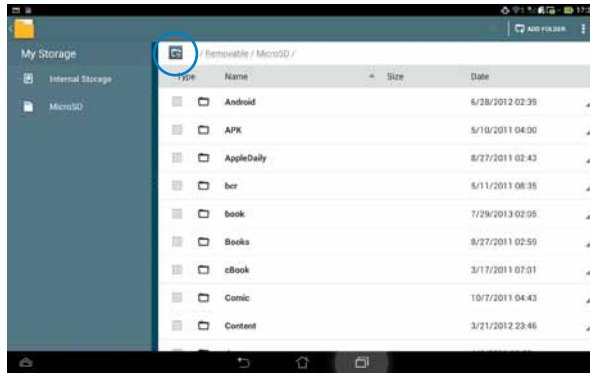 ADD FOLDER
My Storage
Internal Storage
MicroSD
/ Removable / MicroSD /
Type Name Size Date
Android 6/28/2012 02:39
APK 5/10/2011 04:00
AppleDaily 8/27/2011 02:43
bcr 5/11/2011 08:35
book 7/29/2013 02:05
Books 8/27/2011 02:59
cBook 3/17/2011 07:01
Comic 10/7/2011 04:43
Content 3/21/2012 23:46